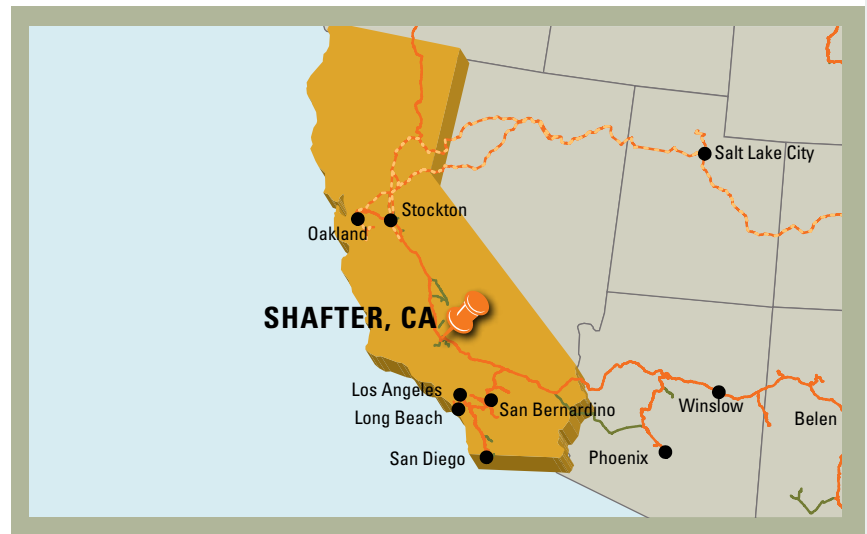 Salt Lake City
Stockton
Oakland
SHAFTER, CA
Los Angeles
San Bernardino
Winslow
Long Beach
Belen
San Diego
Phoenix